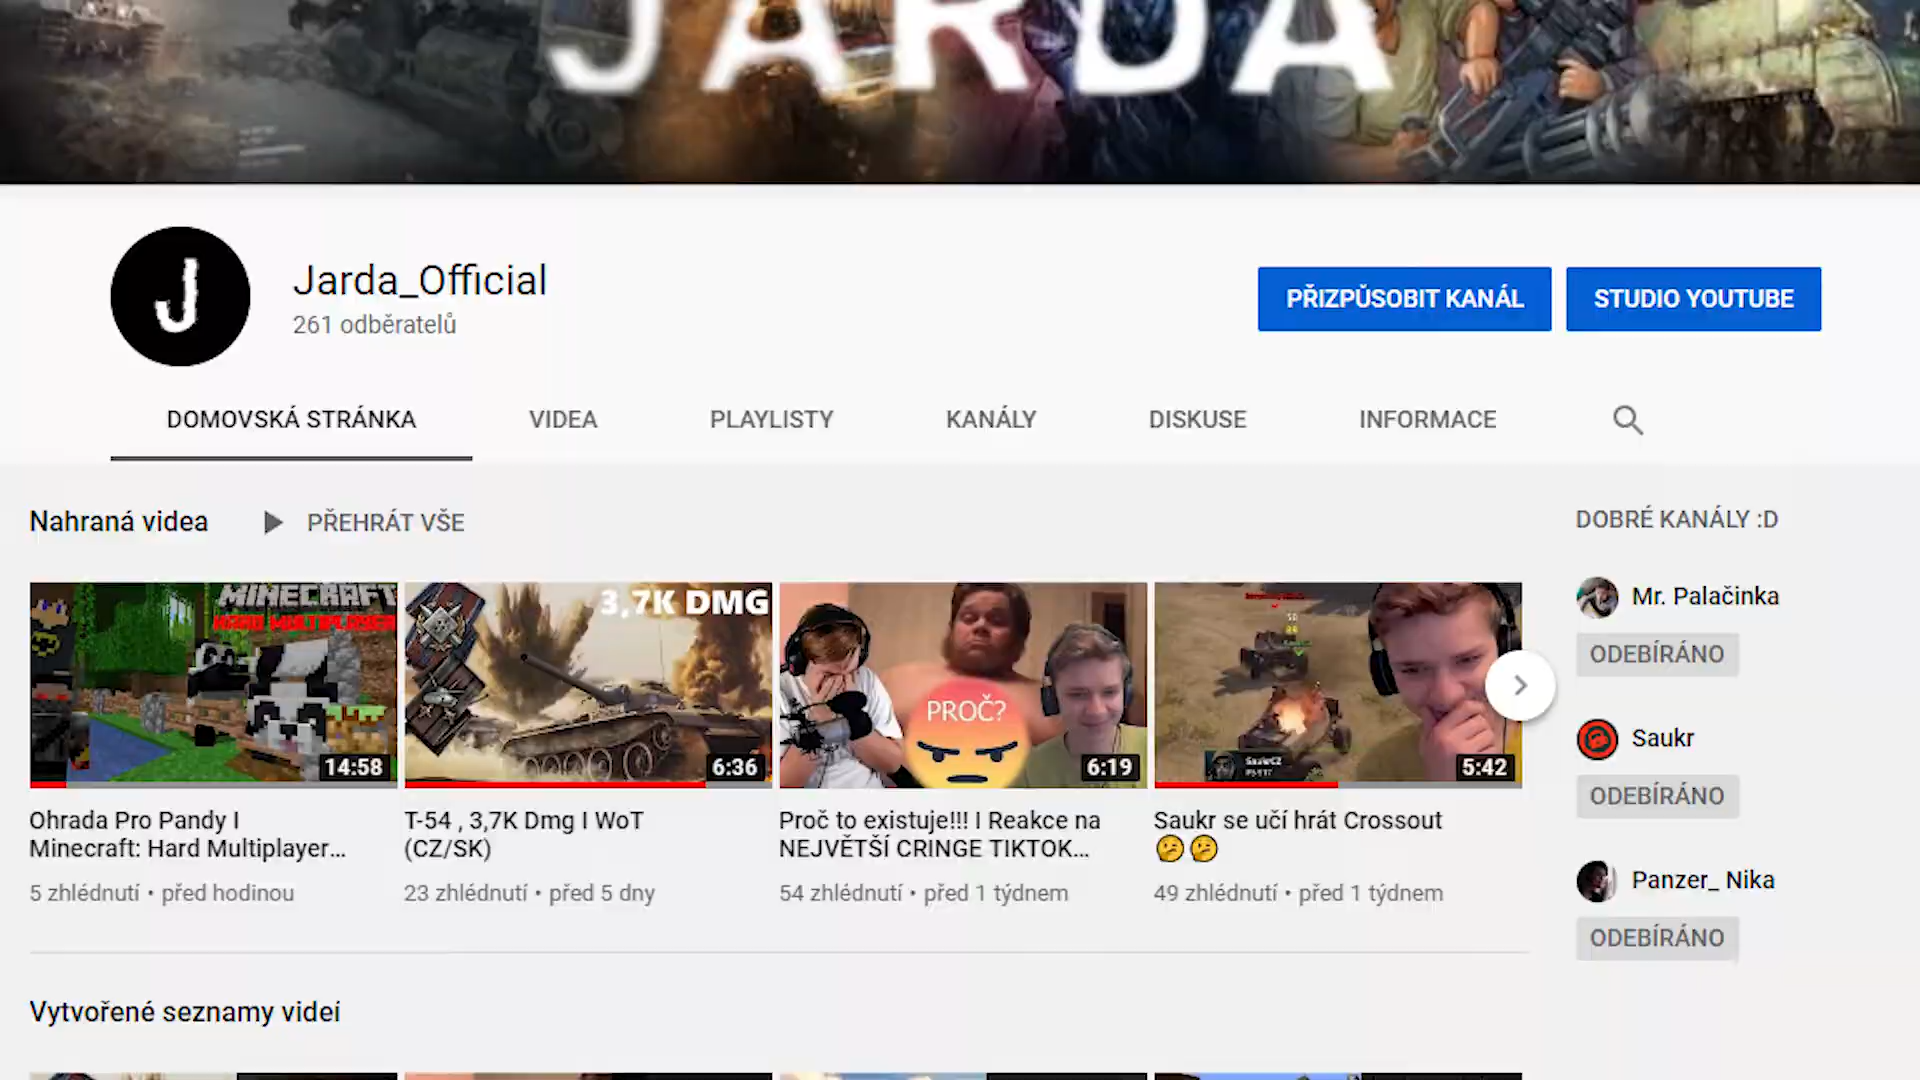 JARDA
J
Jarda_Official
261 odběratelů
PŘIZPŮSOBIT KANÁL
STUDIO YOUTUBE
DOMOVSKÁ STRÁNKA
VIDEA
PLAYLISTY
KANÁLY
DISKUSE
INFORMACE
Nahraná videa
PŘEHRÁT VŠE
MINECRAFT
HARD MULTIPLAYER
14:58
Ohrada Pro Pandy I
Minecraft: Hard Multiplayer...
5 zhlédnutí • před hodinou
3,7K DMG
6:36
T-54 , 3,7K Dmg I WoT
(CZ/SK)
23 zhlédnutí • před 5 dny
PROČ?
6:19
Proč to existuje!!! I Reakce na
NEJVĚTŠÍ CRINGE TIKTOK...
54 zhlédnutí • před 1 týdnem
SaukrCZ
5:42
Saukr se učí hrát Crossout
🤔🤔
49 zhlédnutí • před 1 týdnem
DOBRÉ KANÁLY :D
Mr. Palačinka
ODEBÍRÁNO
Saukr
ODEBÍRÁNO
Panzer_ Nika
ODEBÍRÁNO
Vytvořené seznamy videí